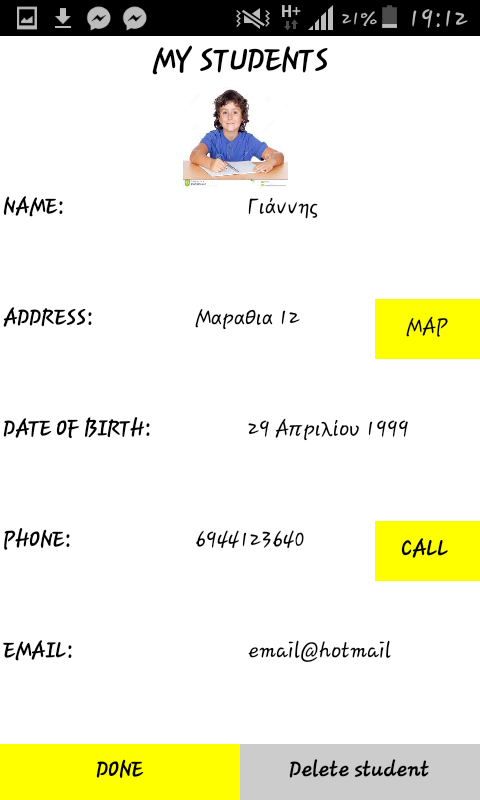 H+ 21% 19:12
MY STUDENTS
NAME: Γιάννης
ADDRESS: Μαραθια 12 MAP
DATE OF BIRTH: 29 Απριλίου 1999
PHONE: 6944123640 CALL
EMAIL: email@hotmail
DONE Delete student